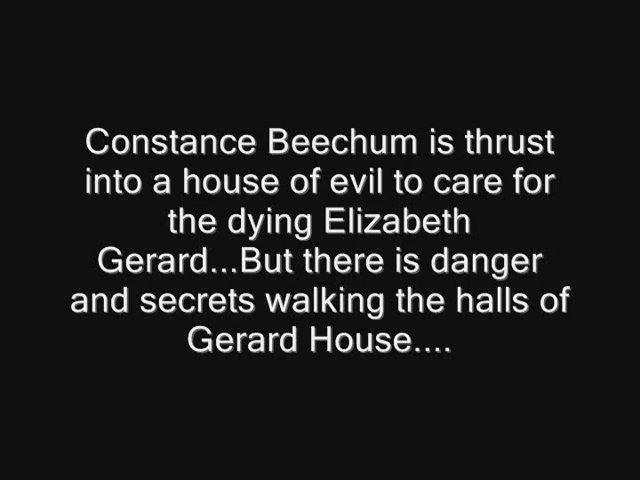 Constance Beechum is thrust
into a house of evil to care for
the dying Elizabeth
Gerard...But there is danger
and secrets walking the halls of
Gerard House....